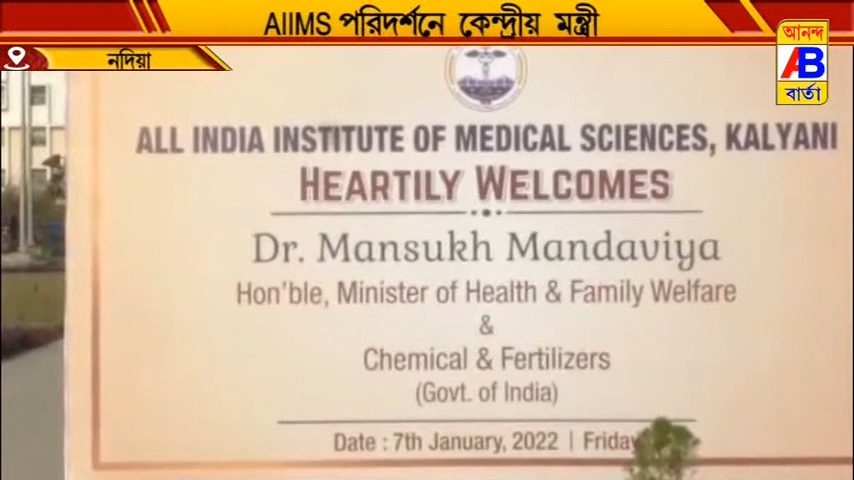 AIIMS পরিদর্শনে কেন্দ্রীয় মন্ত্রী
নদিয়া
আনন্দ
AB
বার্তা
ALL INDIA INSTITUTE OF MEDICAL SCIENCES, KALYANI
HEARTILY WELCOMES
Dr. Mansukh Mandaviya
Hon'ble, Minister of Health & Family Welfare
&
Chemical & Fertilizers
(Govt. of India)
Date : 7th January, 2022 | Friday